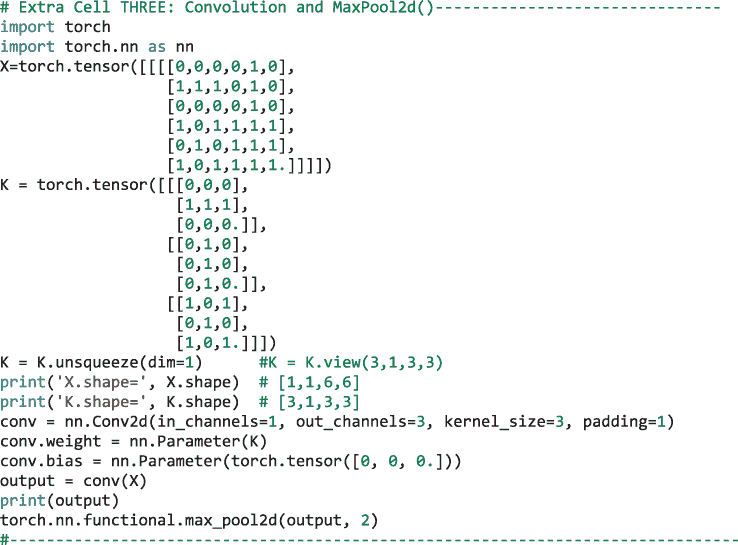 # Extra Cell THREE: Convolution and MaxPool2d()-------------------------------
import torch
import torch.nn as nn
X=torch.tensor([[[[0,0,0,0,1,0],
                  [1,1,1,0,1,0],
                  [0,0,0,0,1,0],
                  [1,0,1,1,1,1],
                  [0,1,0,1,1,1],
                  [1,0,1,1,1,1.]]]])
K = torch.tensor([[[0,0,0],
                   [1,1,1],
                   [0,0,0.]],
                  [[0,1,0],
                   [0,1,0],
                   [0,1,0.]],
                  [[1,0,1],
                   [0,1,0],
                   [1,0,1.]]])
K = K.unsqueeze(dim=1)      #K = K.view(3,1,3,3)
print('X.shape=', X.shape)  # [1,1,6,6]
print('K.shape=', K.shape)  # [3,1,3,3]
conv = nn.Conv2d(in_channels=1, out_channels=3, kernel_size=3, padding=1)
conv.weight = nn.Parameter(K)
conv.bias = nn.Parameter(torch.tensor([0, 0, 0.]))
output = conv(X)
print(output)
torch.nn.functional.max_pool2d(output, 2)
#-------------------------------------------------------------------------------